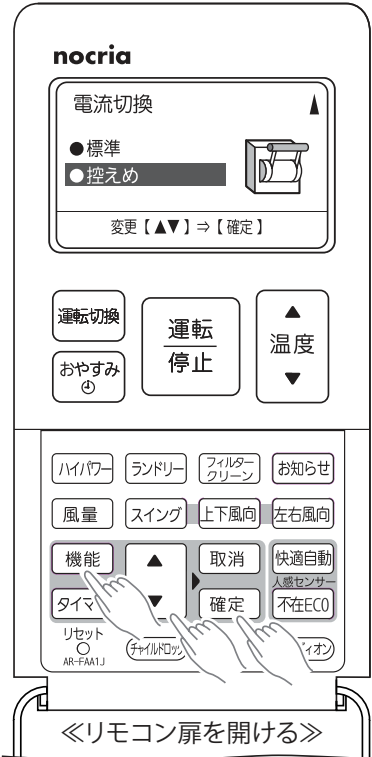 nocria
電流切換
●標準
●控えめ
変更【▲▼】⇒【確定】
運転切換
運転
停止
▲
温度
▼
おやすみ
ハイパワー
ランドリー
フィルター
クリーン
お知らせ
風量
スイング
上下風向
左右風向
機能
▲
取消
快適自動
人感センサー
タイマ
▼
確定
不在ECO
リセット
AR-FAA1J
≪リモコン扉を開ける≫